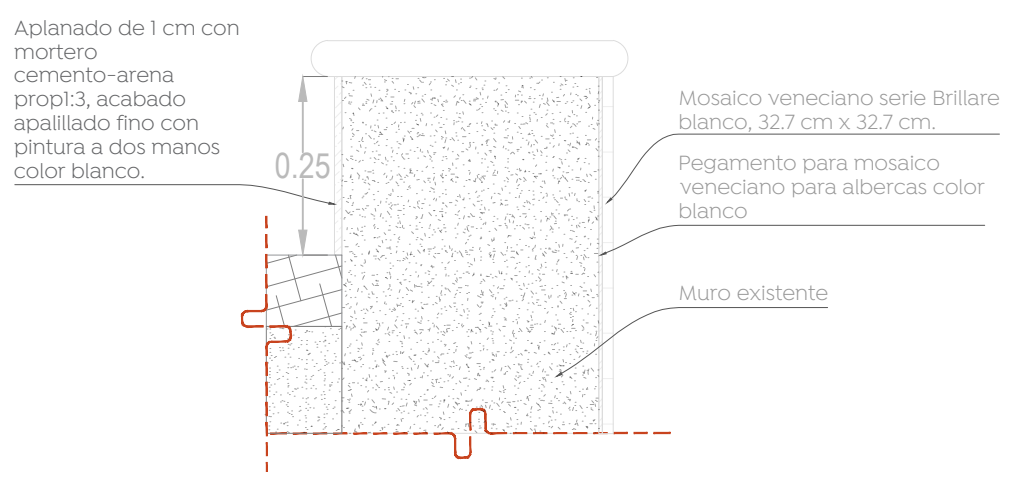 Aplanado de 1 cm con
mortero
cemento-arena
prop1:3, acabado
apalillado fino con
pintura a dos manos
color blanco.
0.25
Mosaico veneciano serie Brillare
blanco, 32.7 cm x 32.7 cm.
Pegamento para mosaico
veneciano para albercas color
blanco
Muro existente